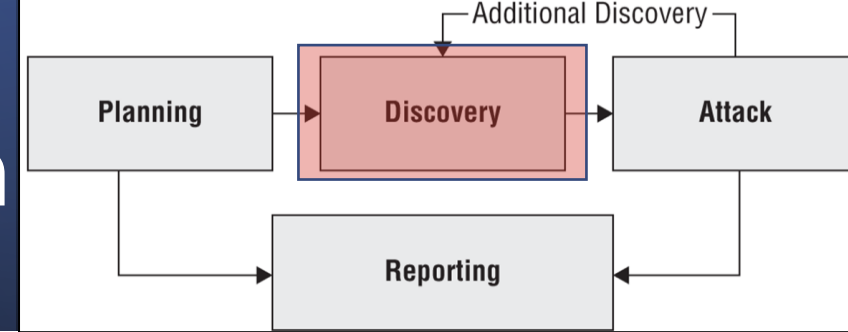 Additional Discovery
Planning
Discovery
Attack
Reporting